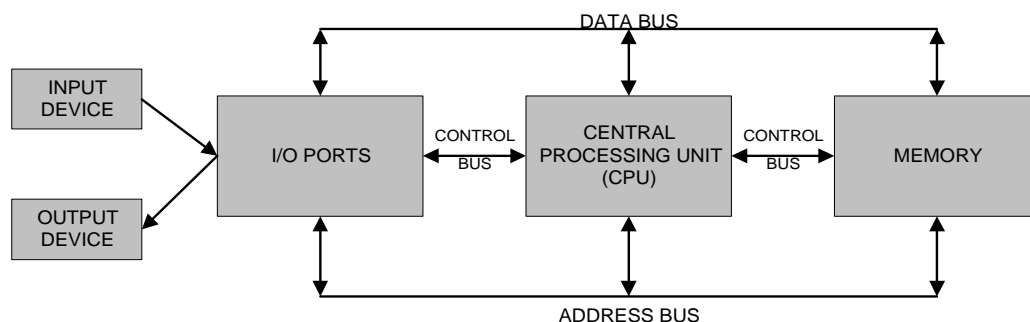 DATA BUS
INPUT
DEVICE
I/O PORTS
CONTROL
BUS
CENTRAL
PROCESSING UNIT
(CPU)
CONTROL
BUS
MEMORY
OUTPUT
DEVICE
ADDRESS BUS